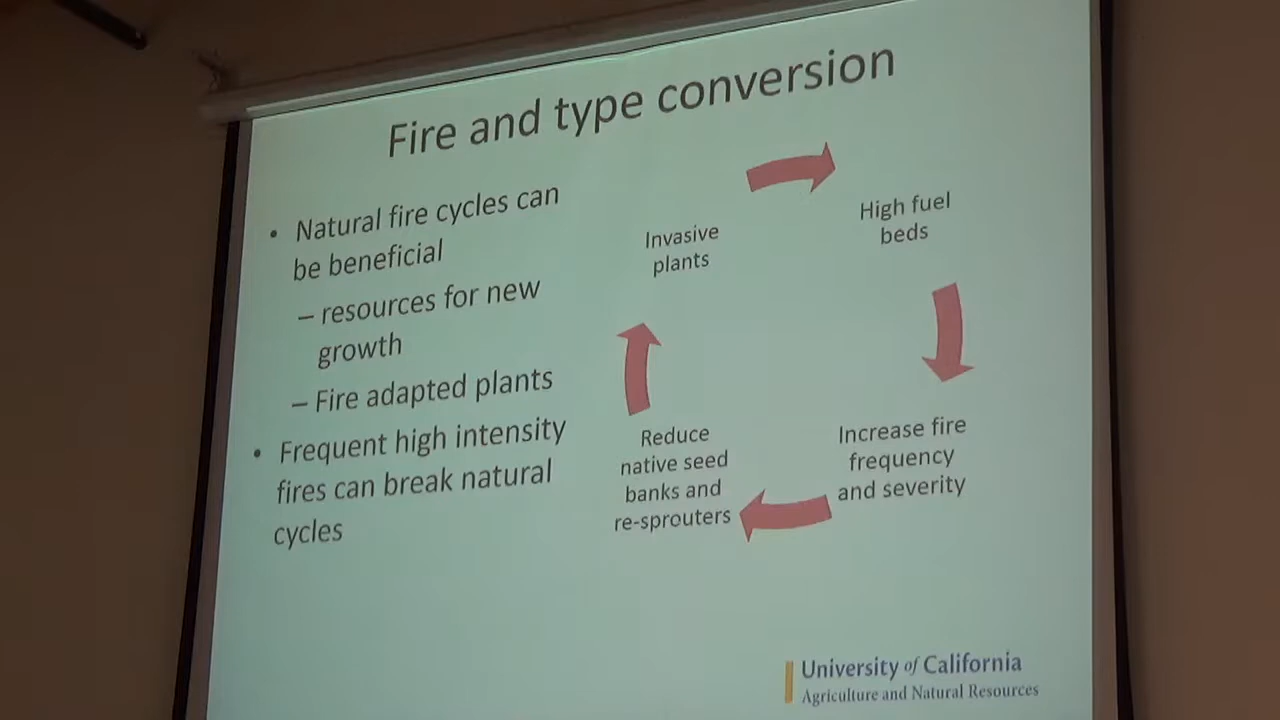 Fire and type conversion
• Natural fire cycles can
be beneficial
– resources for new
growth
– Fire adapted plants
• Frequent high intensity
fires can break natural
cycles
Invasive
plants
High fuel
beds
Increase fire
frequency
and severity
Reduce
native seed
banks and
re-sprouters
University of California
Agriculture and Natural Resources